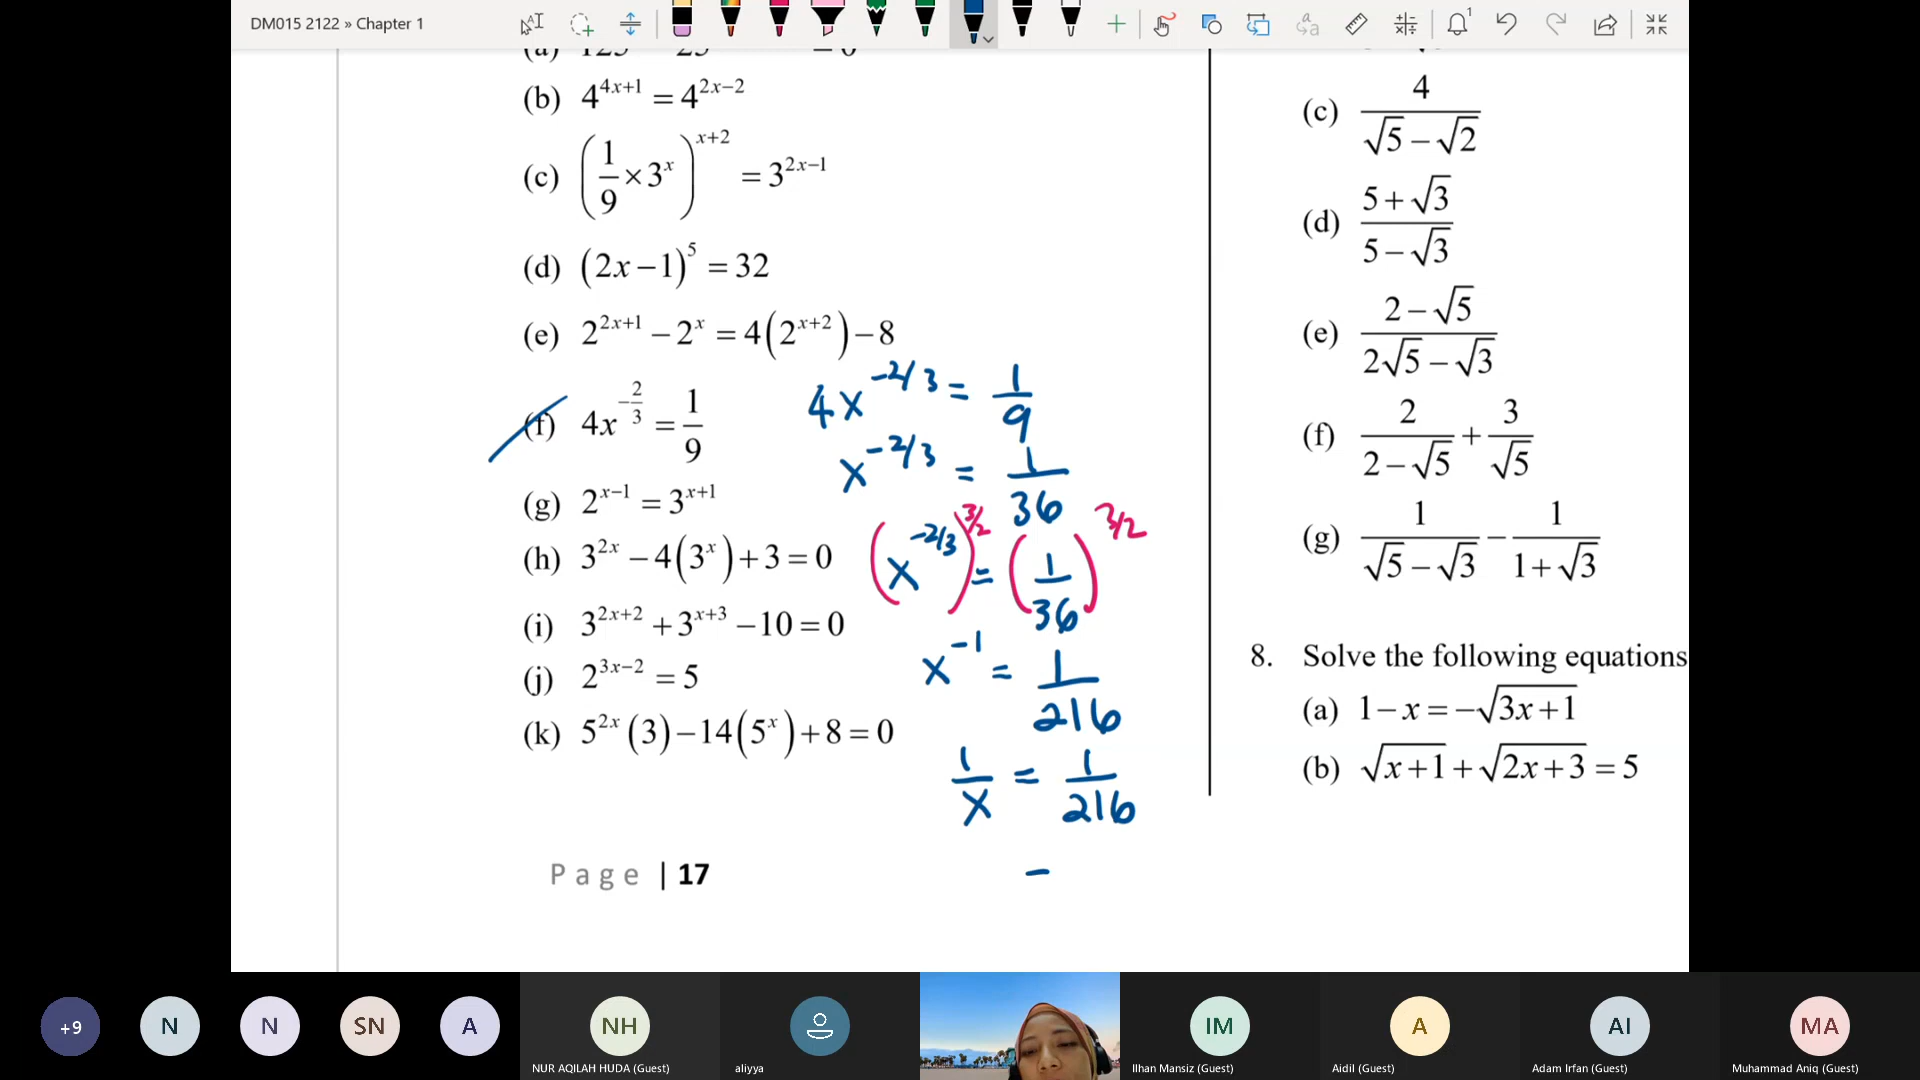 DM015 2122 » Chapter 1
(b) 4^{4x+1} = 4^{2x−2}
(c) (1/9 × 3^x)^{x+2} = 3^{2x−1}
(d) (2x−1)^5 = 32
(e) 2^{2x+1} − 2^x = 4(2^{x+2}) − 8
(f) 4x^{−2/3} = 1/9
(g) 2^{x−1} = 3^{x+1}
(h) 3^{2x} − 4(3^x) + 3 = 0
(i) 3^{2x+2} + 3^{x+3} − 10 = 0
(j) 2^{3x−2} = 5
(k) 5^{2x}(3) − 14(5^x) + 8 = 0
4x^{−2/3} = 1/9
x^{−2/3} = 1/36
(x^{−2/3})^{3/2} = (1/36)^{3/2}
x^{−1} = 1/216
1/x = 1/216
−
Page | 17
(c) 4/(√5 − √2)
(d) (5 + √3)/(5 − √3)
(e) (2 − √5)/(2√5 − √3)
(f) 2/(2 − √5) + 3/√5
(g) 1/(√5 − √3) − 1/(1 + √3)
8. Solve the following equations
(a) 1 − x = −√(3x + 1)
(b) √(x + 1) + √(2x + 3) = 5
+9
N
N
SN
A
NH
NUR AQILAH HUDA (Guest)
aliyya
IM
Ilhan Mansiz (Guest)
A
Aidil (Guest)
AI
Adam Irfan (Guest)
MA
Muhammad Aniq (Guest)